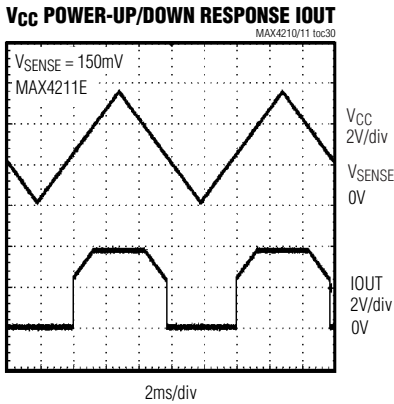 VCC POWER-UP/DOWN RESPONSE IOUT
MAX4210/11 toc30
VSENSE = 150mV
MAX4211E
VCC
2V/div
VSENSE
0V
IOUT
2V/div
0V
2ms/div